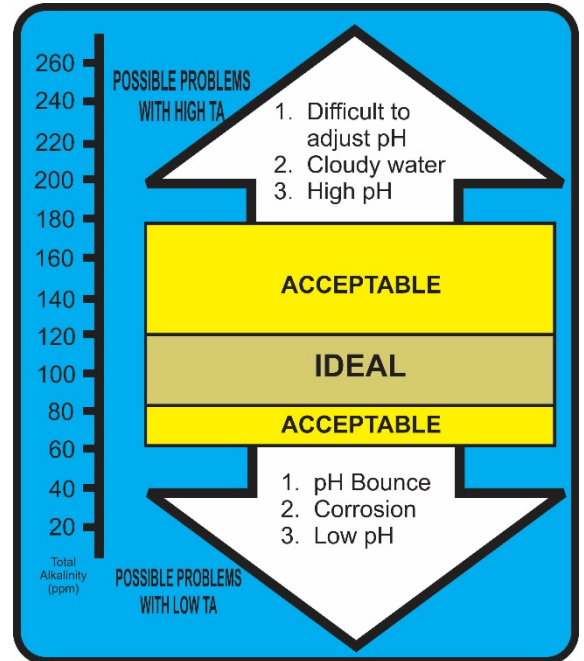 260
240
220
200
180
160
140
120
100
80
60
40
20
Total
Alkalinity
(ppm)
POSSIBLE PROBLEMS
WITH HIGH TA
1. Difficult to
adjust pH
2. Cloudy water
3. High pH
ACCEPTABLE
IDEAL
ACCEPTABLE
1. pH Bounce
2. Corrosion
3. Low pH
POSSIBLE PROBLEMS
WITH LOW TA